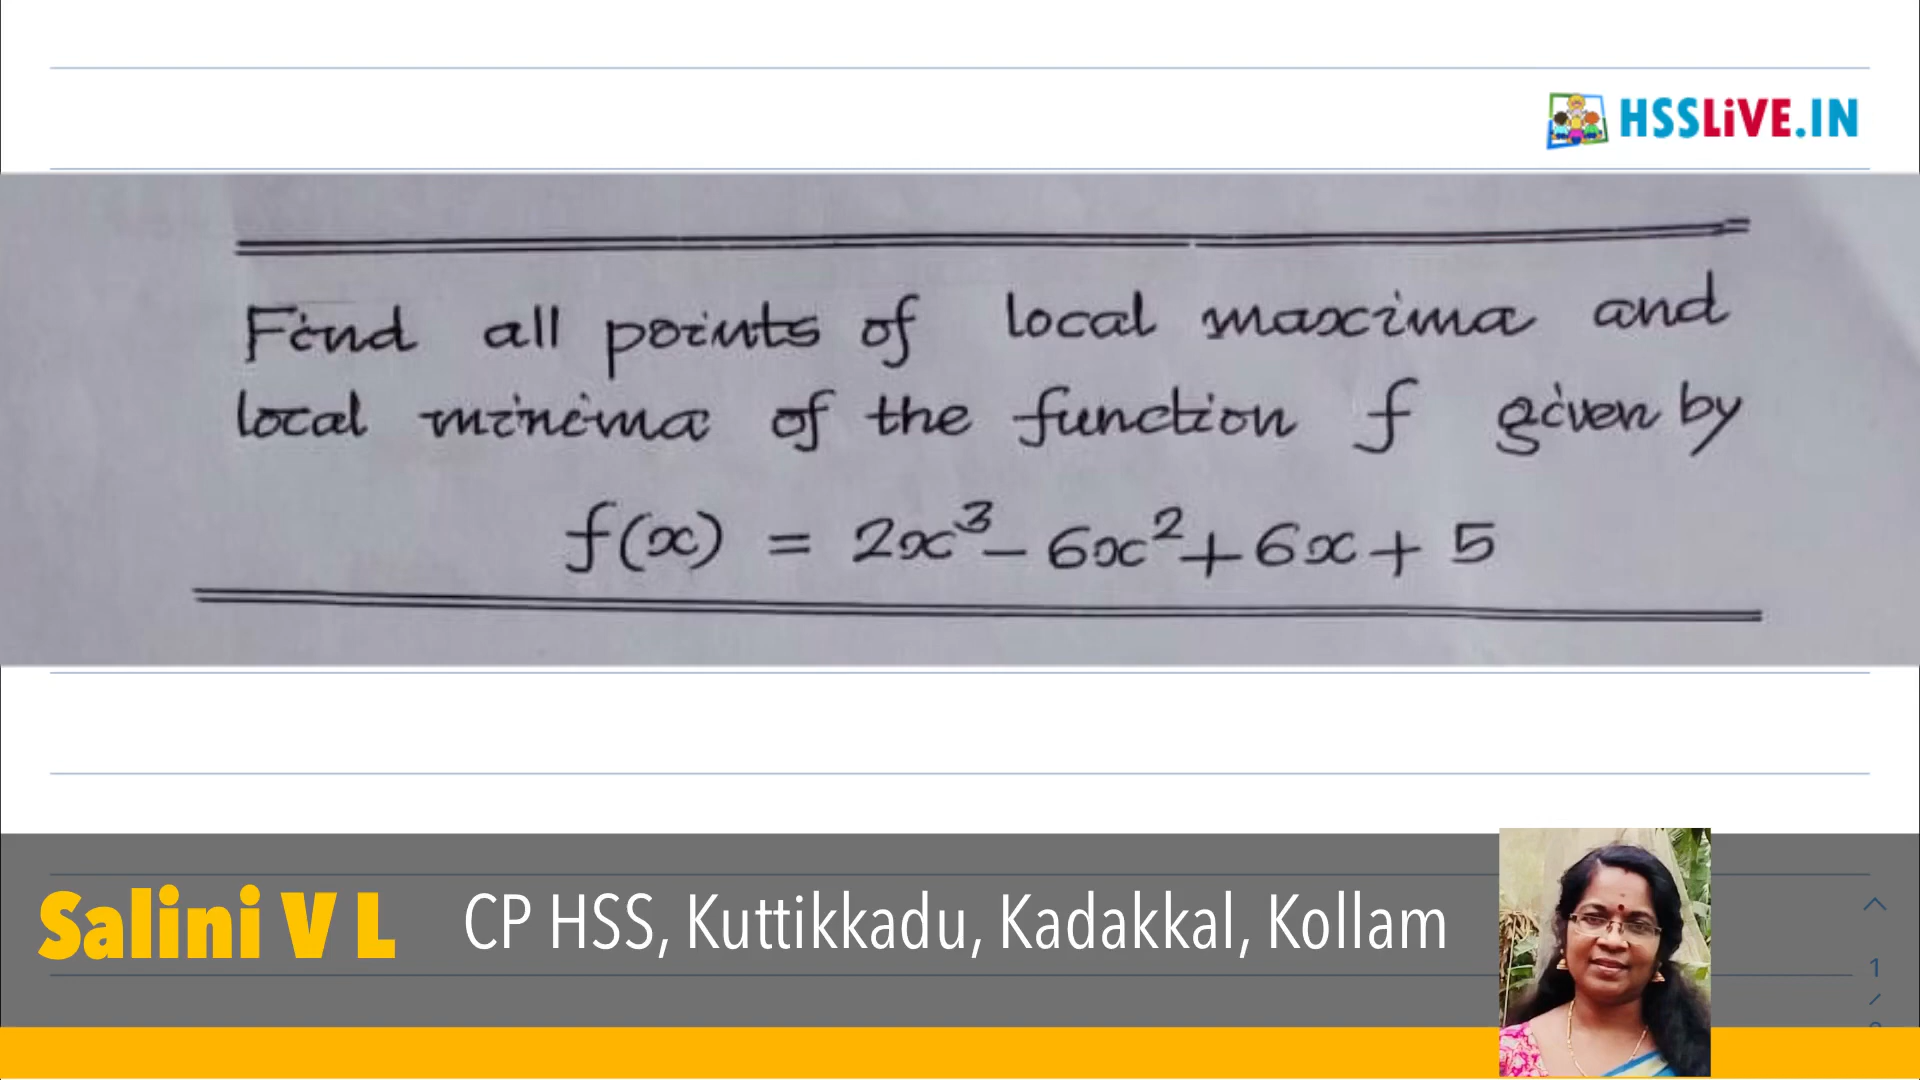 HSSLiVE.IN
Find all points of local maxima and
local minima of the function f given by
f(x) = 2x³ - 6x² + 6x + 5
Salini V L CP HSS, Kuttikkadu, Kadakkal, Kollam
1
/